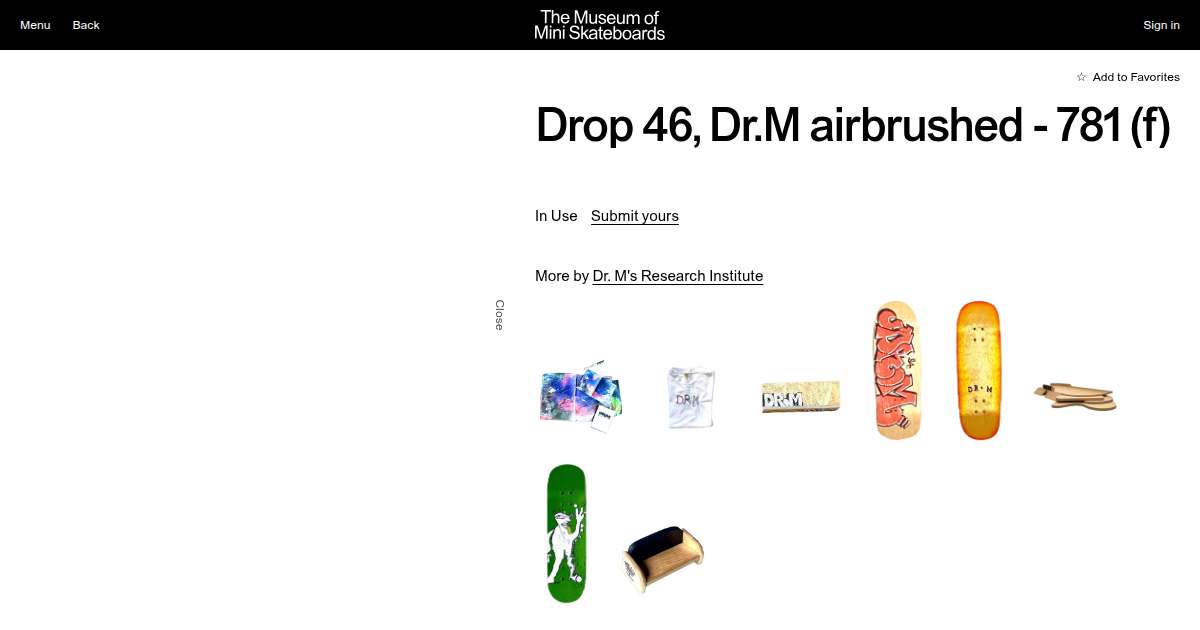 Menu
Back
The Museum of
Mini Skateboards
Sign in
☆ Add to Favorites
Drop 46, Dr.M airbrushed - 781 (f)
In Use
Submit yours
More by Dr. M's Research Institute
Close
DR M
DR.M
DR•M